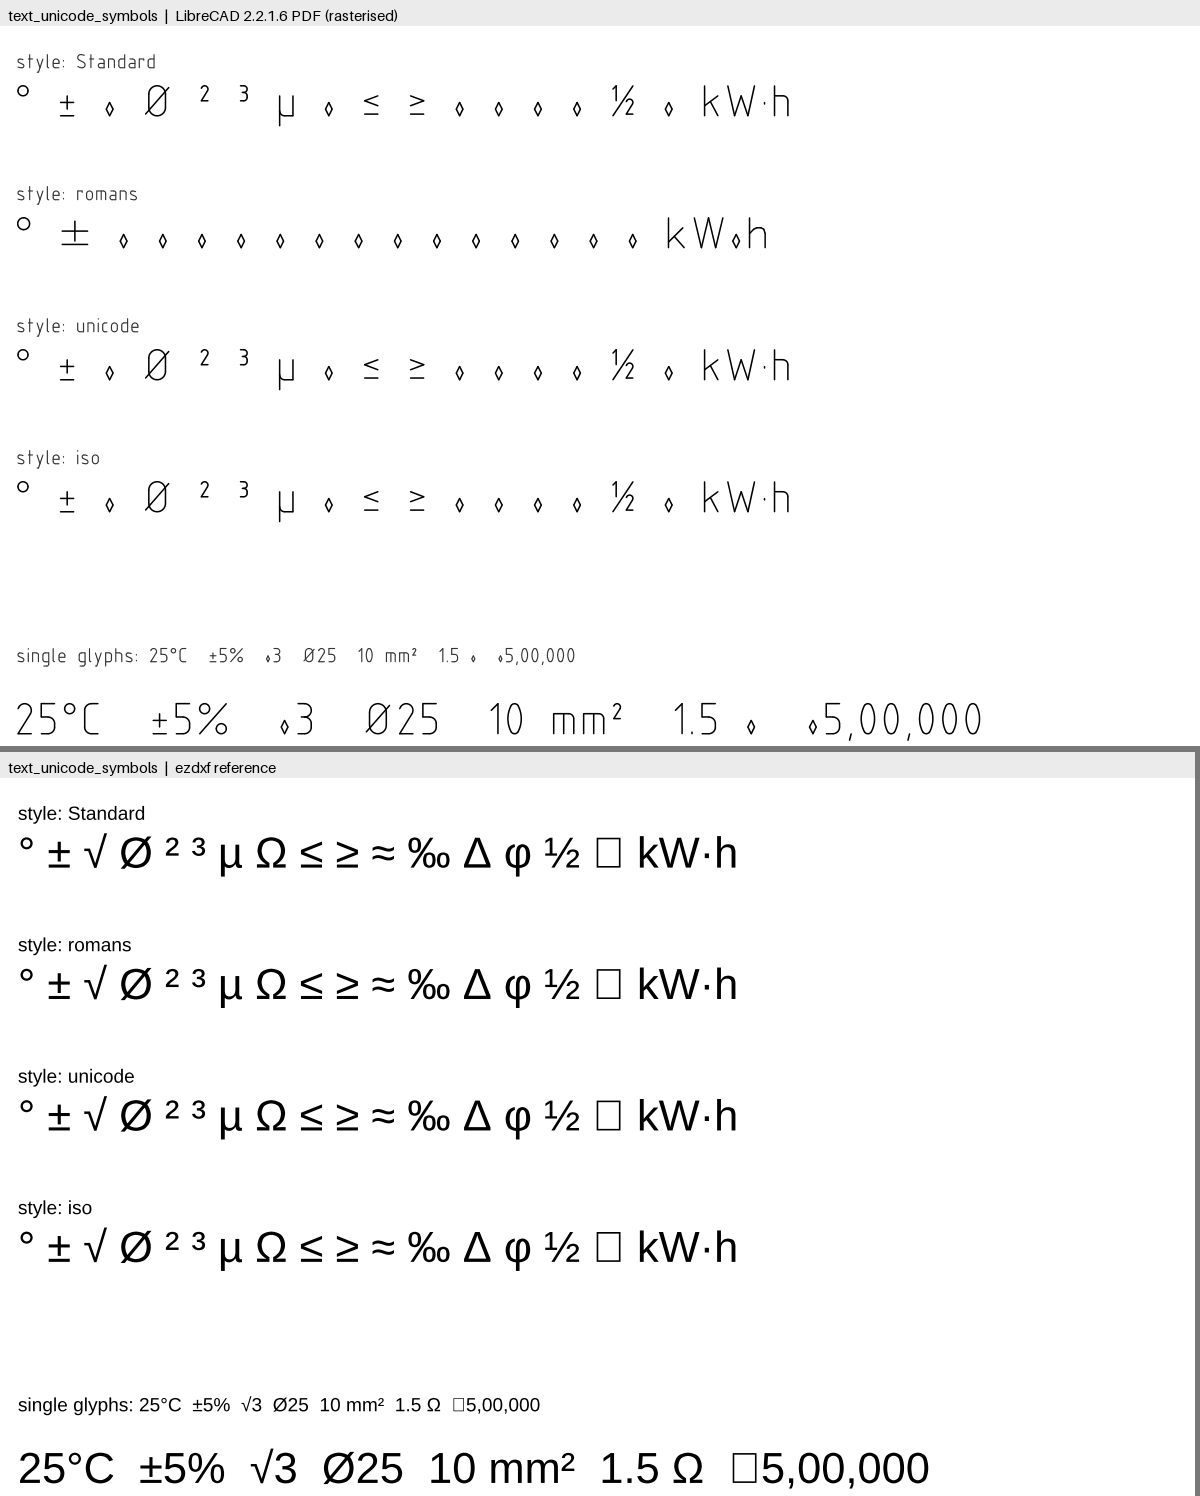 text_unicode_symbols | LibreCAD 2.2.1.6 PDF (rasterised)
style: Standard
° ± ⬨ Ø ² ³ µ ⬨ ≤ ≥ ⬨ ⬨ ⬨ ⬨ ½ ⬨ kW·h
style: romans
° ± ⬨ ⬨ ⬨ ⬨ ⬨ ⬨ ⬨ ⬨ ⬨ ⬨ ⬨ ⬨ ⬨ ⬨ kW⬨h
style: unicode
° ± ⬨ Ø ² ³ µ ⬨ ≤ ≥ ⬨ ⬨ ⬨ ⬨ ½ ⬨ kW·h
style: iso
° ± ⬨ Ø ² ³ µ ⬨ ≤ ≥ ⬨ ⬨ ⬨ ⬨ ½ ⬨ kW·h
single glyphs: 25°C ±5% ⬨3 Ø25 10 mm² 1.5 ⬨ ⬨5,00,000
25°C ±5% ⬨3 Ø25 10 mm² 1.5 ⬨ ⬨5,00,000
text_unicode_symbols | ezdxf reference
style: Standard
° ± √ Ø ² ³ µ Ω ≤ ≥ ≈ ‰ Δ φ ½ □ kW·h
style: romans
° ± √ Ø ² ³ µ Ω ≤ ≥ ≈ ‰ Δ φ ½ □ kW·h
style: unicode
° ± √ Ø ² ³ µ Ω ≤ ≥ ≈ ‰ Δ φ ½ □ kW·h
style: iso
° ± √ Ø ² ³ µ Ω ≤ ≥ ≈ ‰ Δ φ ½ □ kW·h
single glyphs: 25°C ±5% √3 Ø25 10 mm² 1.5 Ω □5,00,000
25°C ±5% √3 Ø25 10 mm² 1.5 Ω □5,00,000